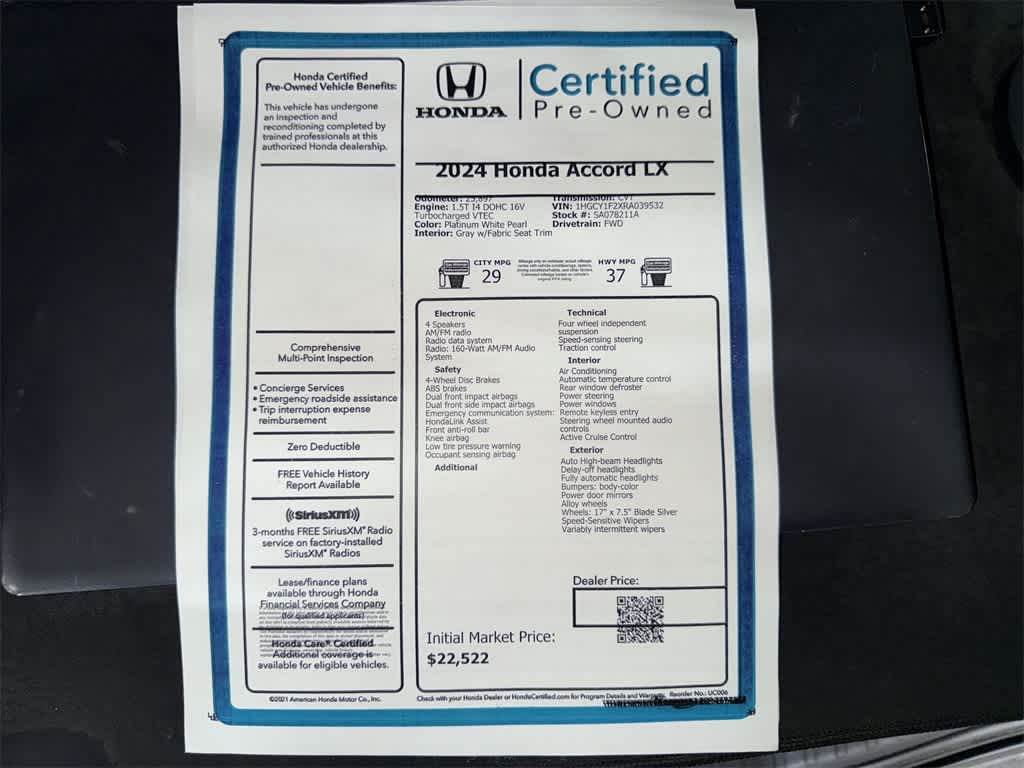 Honda Certified
Pre-Owned Vehicle Benefits:
This vehicle has undergone
an inspection and
reconditioning completed by
trained professionals at this
authorized Honda dealership.
Comprehensive
Multi-Point Inspection
• Concierge Services
• Emergency roadside assistance
• Trip interruption expense
reimbursement
Zero Deductible
FREE Vehicle History
Report Available
((SiriusXM))
3-months FREE SiriusXM® Radio
service on factory-installed
SiriusXM® Radios
Lease/finance plans
available through Honda
Financial Services Company
(for qualified applicants)
Honda Care® Certified
Additional coverage is
available for eligible vehicles.
©2021 American Honda Motor Co., Inc.
HONDA
Certified
Pre-Owned
2024 Honda Accord LX
Odometer: 25,897
Transmission: CVT
Engine: 1.5T I4 DOHC 16V
Turbocharged VTEC
VIN: 1HGCY1F2XRA039532
Stock #: SA078211A
Color: Platinum White Pearl
Drivetrain: FWD
Interior: Gray w/Fabric Seat Trim
CITY MPG
29
HWY MPG
37
Electronic
4 Speakers
AM/FM radio
Radio data system
Radio: 160-Watt AM/FM Audio
System
Safety
4-Wheel Disc Brakes
ABS brakes
Dual front impact airbags
Dual front side impact airbags
Emergency communication system:
HondaLink Assist
Front anti-roll bar
Knee airbag
Low tire pressure warning
Occupant sensing airbag
Additional
Technical
Four wheel independent
suspension
Speed-sensing steering
Traction control
Interior
Air Conditioning
Automatic temperature control
Rear window defroster
Power steering
Power windows
Remote keyless entry
Steering wheel mounted audio
controls
Active Cruise Control
Exterior
Auto High-beam Headlights
Delay-off headlights
Fully automatic headlights
Bumpers: body-color
Power door mirrors
Alloy wheels
Wheels: 17" x 7.5" Blade Silver
Speed-Sensitive Wipers
Variably intermittent wipers
Dealer Price:
Initial Market Price:
$22,522
Check with your Honda Dealer or HondaCertified.com for Program Details and Warranty. Reorder No.: UC006